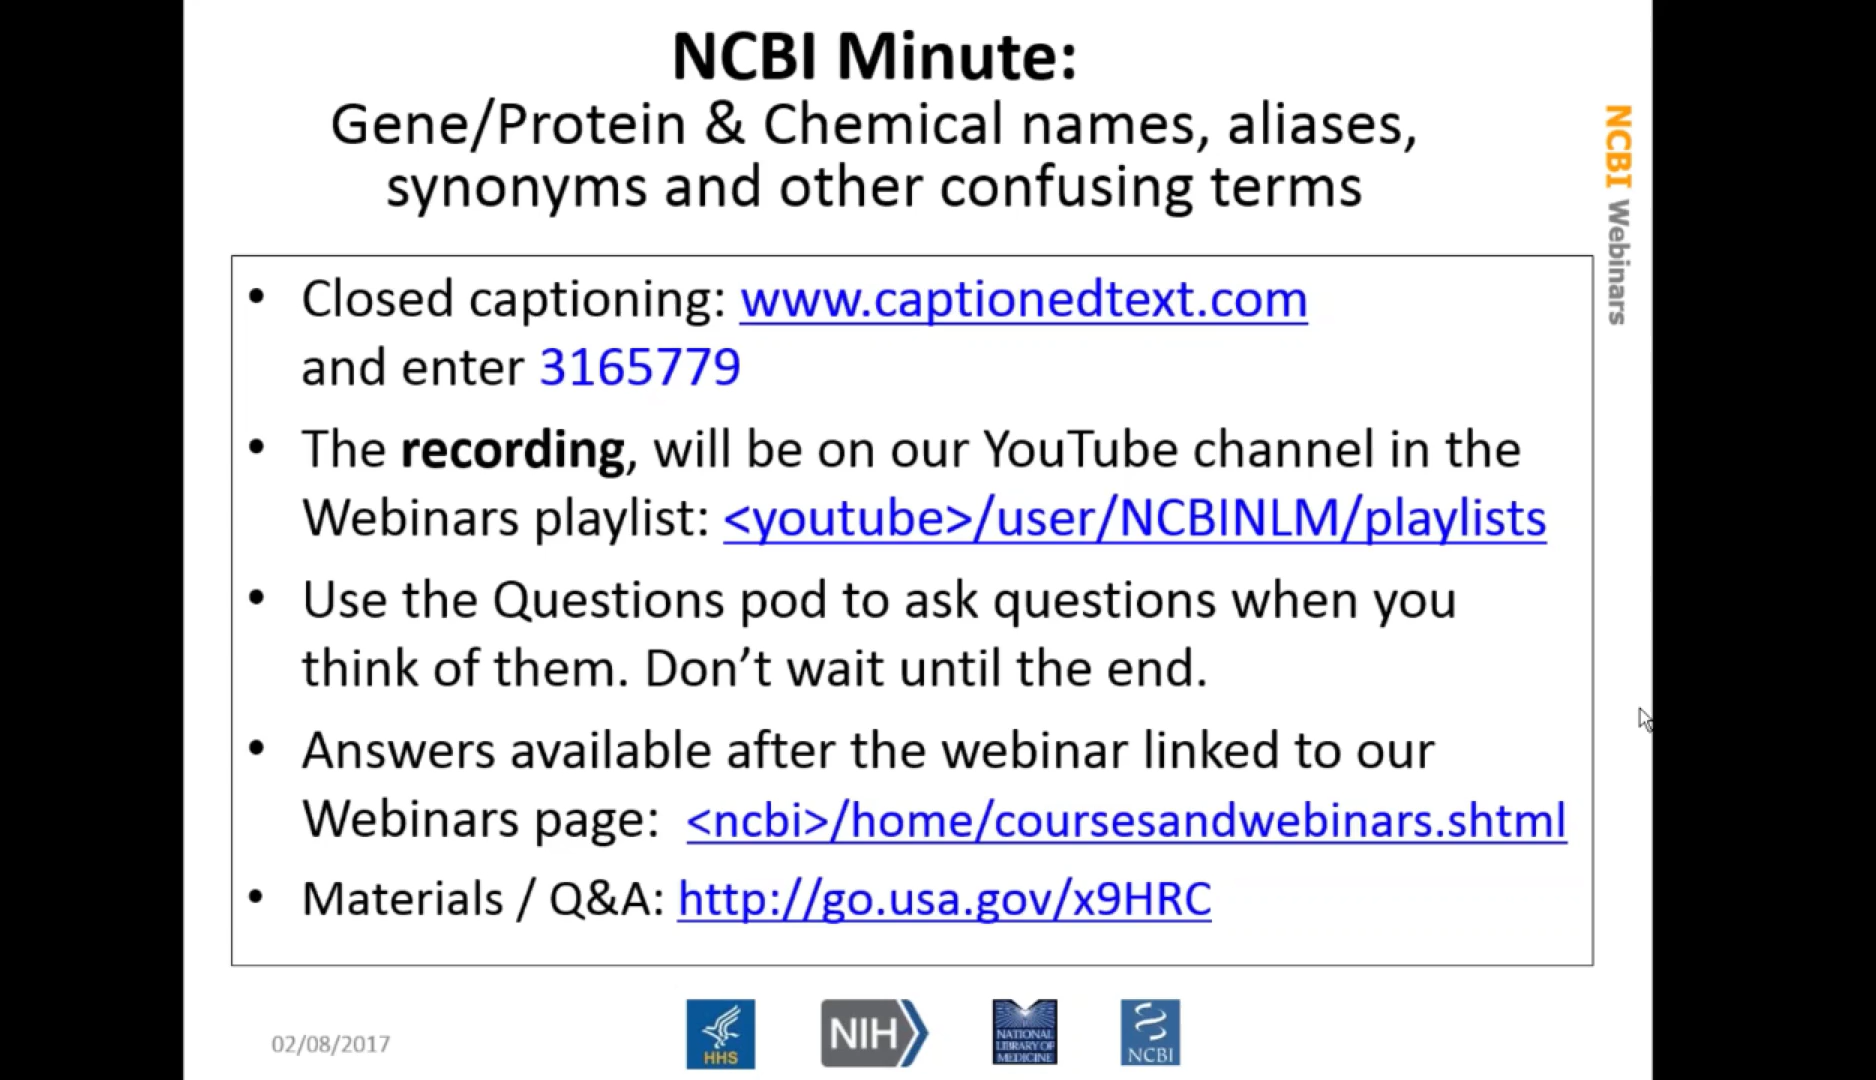 NCBI Minute:
Gene/Protein & Chemical names, aliases,
synonyms and other confusing terms
NCBI Webinars
• Closed captioning: www.captionedtext.com
and enter 3165779
• The recording, will be on our YouTube channel in the
Webinars playlist: <youtube>/user/NCBINLM/playlists
• Use the Questions pod to ask questions when you
think of them. Don’t wait until the end.
• Answers available after the webinar linked to our
Webinars page: <ncbi>/home/coursesandwebinars.shtml
• Materials / Q&A: http://go.usa.gov/x9HRC
02/08/2017
HHS
NIH
NATIONAL
LIBRARY OF
MEDICINE
NCBI